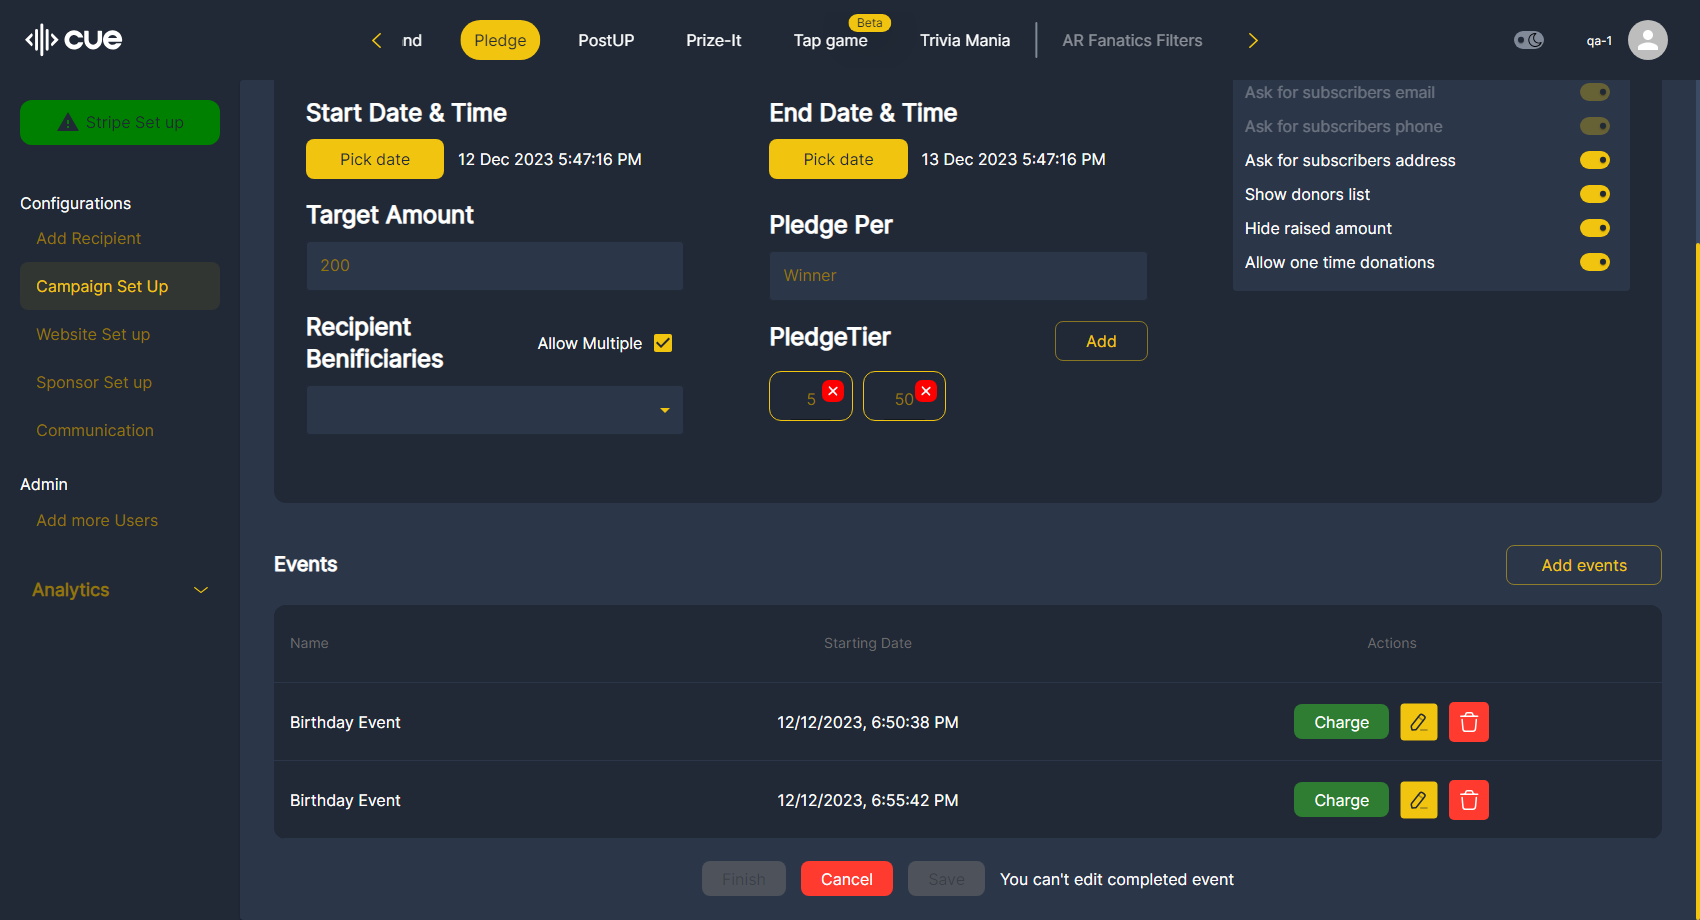 cue
nd
Pledge
PostUP
Prize-It
Beta
Tap game
Trivia Mania
AR Fanatics Filters
qa-1
Stripe Set up
Configurations
Add Recipient
Campaign Set Up
Website Set up
Sponsor Set up
Communication
Admin
Add more Users
Analytics
Start Date & Time
Pick date
12 Dec 2023 5:47:16 PM
End Date & Time
Pick date
13 Dec 2023 5:47:16 PM
Target Amount
200
Pledge Per
Winner
Recipient
Benificiaries
Allow Multiple
PledgeTier
Add
5
50
Ask for subscribers email
Ask for subscribers phone
Ask for subscribers address
Show donors list
Hide raised amount
Allow one time donations
Events
Add events
Name
Starting Date
Actions
Birthday Event
12/12/2023, 6:50:38 PM
Charge
Birthday Event
12/12/2023, 6:55:42 PM
Charge
Finish
Cancel
Save
You can't edit completed event